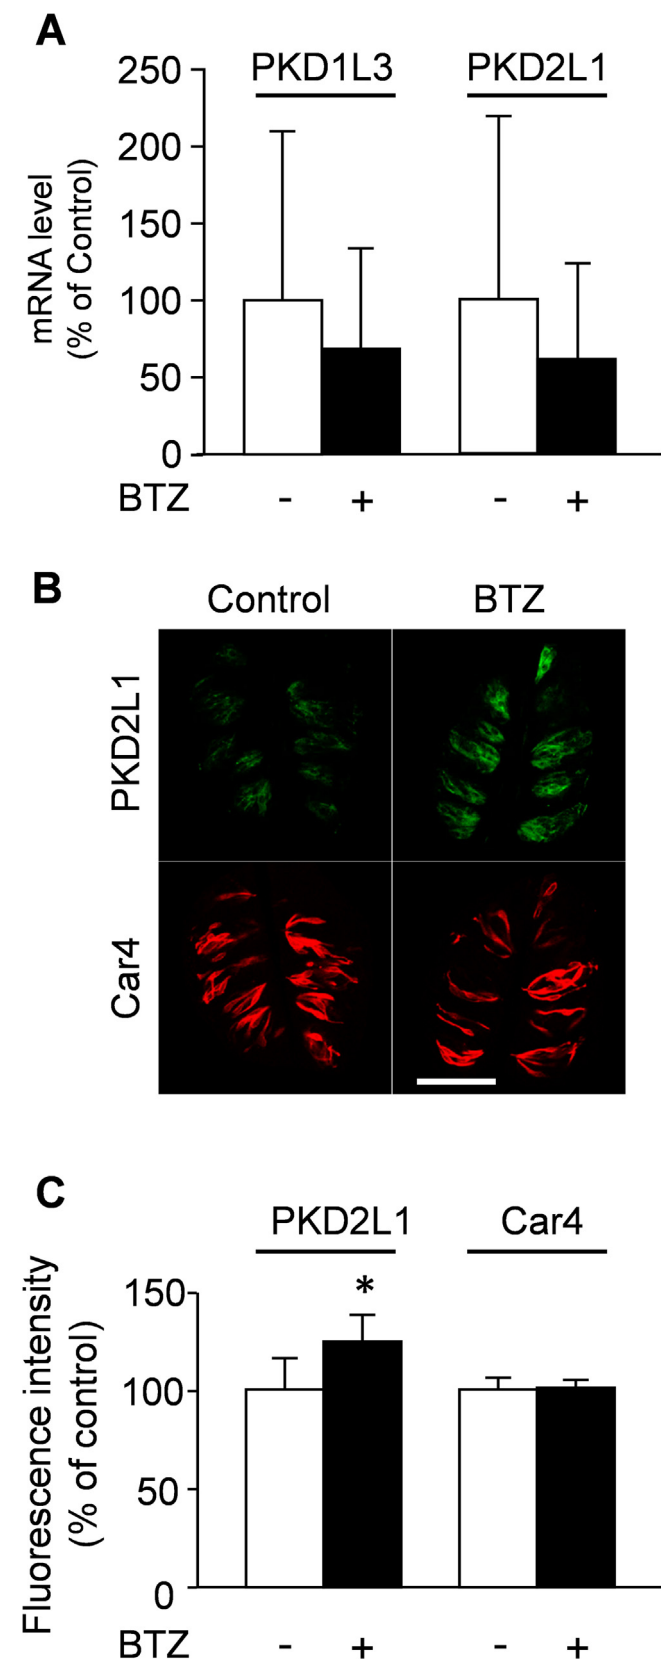 A
PKD1L3 PKD2L1
mRNA level
(% of Control)
250
200
150
100
50
0
BTZ - + - +
B
Control BTZ
PKD2L1
Car4
C
PKD2L1 Car4
*
Fluorescence intensity
(% of control)
150
100
50
0
BTZ - + - +